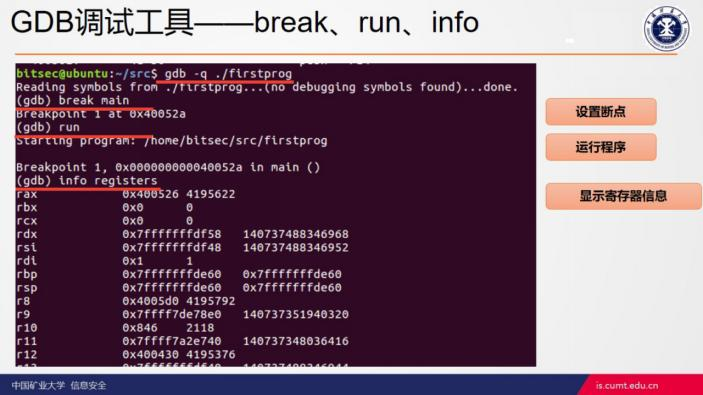 GDB调试工具——break、run、info
bitsec@ubuntu:~/src$ gdb -q ./firstprog
Reading symbols from ./firstprog...(no debugging symbols found)...done.
(gdb) break main
Breakpoint 1 at 0x40052a
(gdb) run
Starting program: /home/bitsec/src/firstprog
Breakpoint 1, 0x000000000040052a in main ()
(gdb) info registers
rax 0x400526 4195622
rbx 0x0 0
rcx 0x0 0
rdx 0x7fffffffdf58 140737488346968
rsi 0x7fffffffdf48 140737488346952
rdi 0x1 1
rbp 0x7fffffffde60 0x7fffffffde60
rsp 0x7fffffffde60 0x7fffffffde60
r8 0x4005d0 4195792
r9 0x7ffff7de78e0 140737351940320
r10 0x846 2118
r11 0x7ffff7a2e740 140737348036416
r12 0x400430 4195376
设置断点
运行程序
显示寄存器信息
中国矿业大学 信息安全
is.cumt.edu.cn